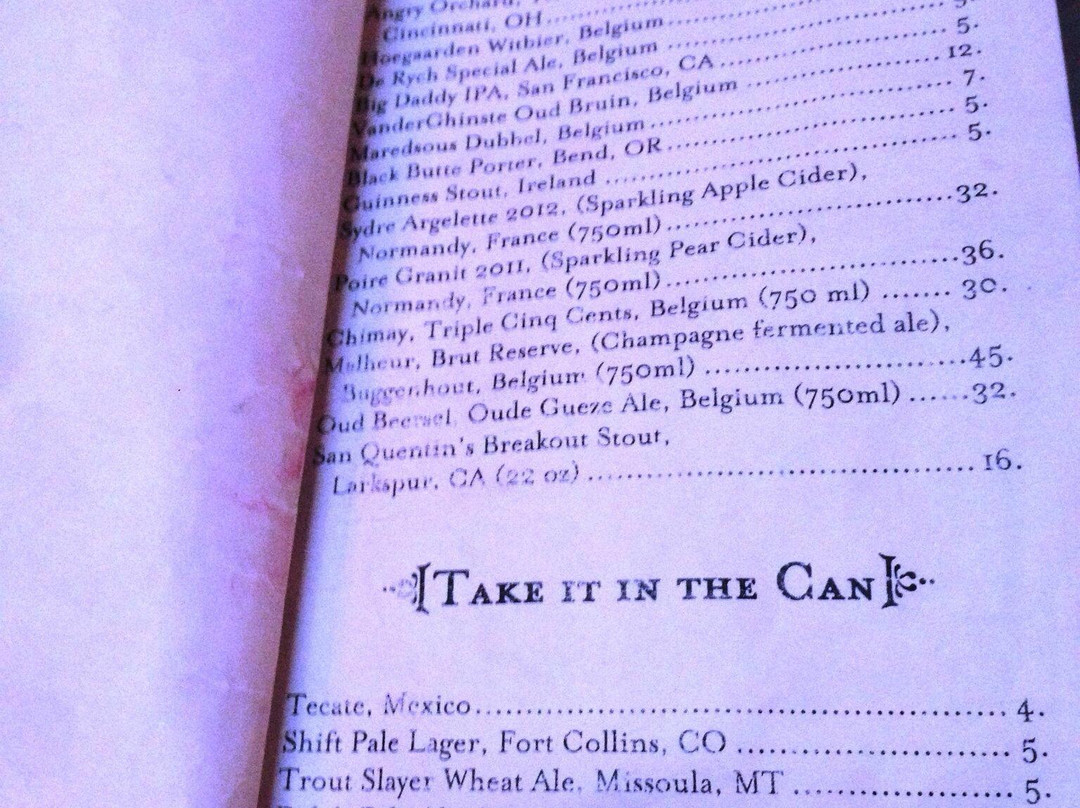 Angry Orchard,
Cincinnati, OH..........
Hoegaarden Witbier, Belgium..........
De Rych Special Ale, Belgium .......... 5.
Big Daddy IPA, San Francisco, CA.......... 5.
VanderGhinste Oud Bruin, Belgium .......... 12.
Maredsous Dubbel, Belgium.......... 7.
Black Butte Porter, Bend, OR.......... 5.
Guinness Stout, Ireland .......... 5.
Sydre Argelette 2012, (Sparkling Apple Cider),
Normandy, France (750ml)..........32.
Poire Granit 2011, (Sparkling Pear Cider),
Normandy, France (750ml)..........36.
Chimay, Triple Cinq Cents, Belgium (750 ml) ....... 30.
Malheur, Brut Reserve, (Champagne fermented ale),
Buggenhout, Belgium (750ml) ..........45.
Oud Beersel, Oude Gueze Ale, Belgium (750ml) ......32.
San Quentin's Breakout Stout,
Larkspur, CA (22 oz) .......... 16.
Take it in the Can
Tecate, Mexico.......... 4.
Shift Pale Lager, Fort Collins, CO .......... 5.
Trout Slayer Wheat Ale, Missoula, MT .......... 5.